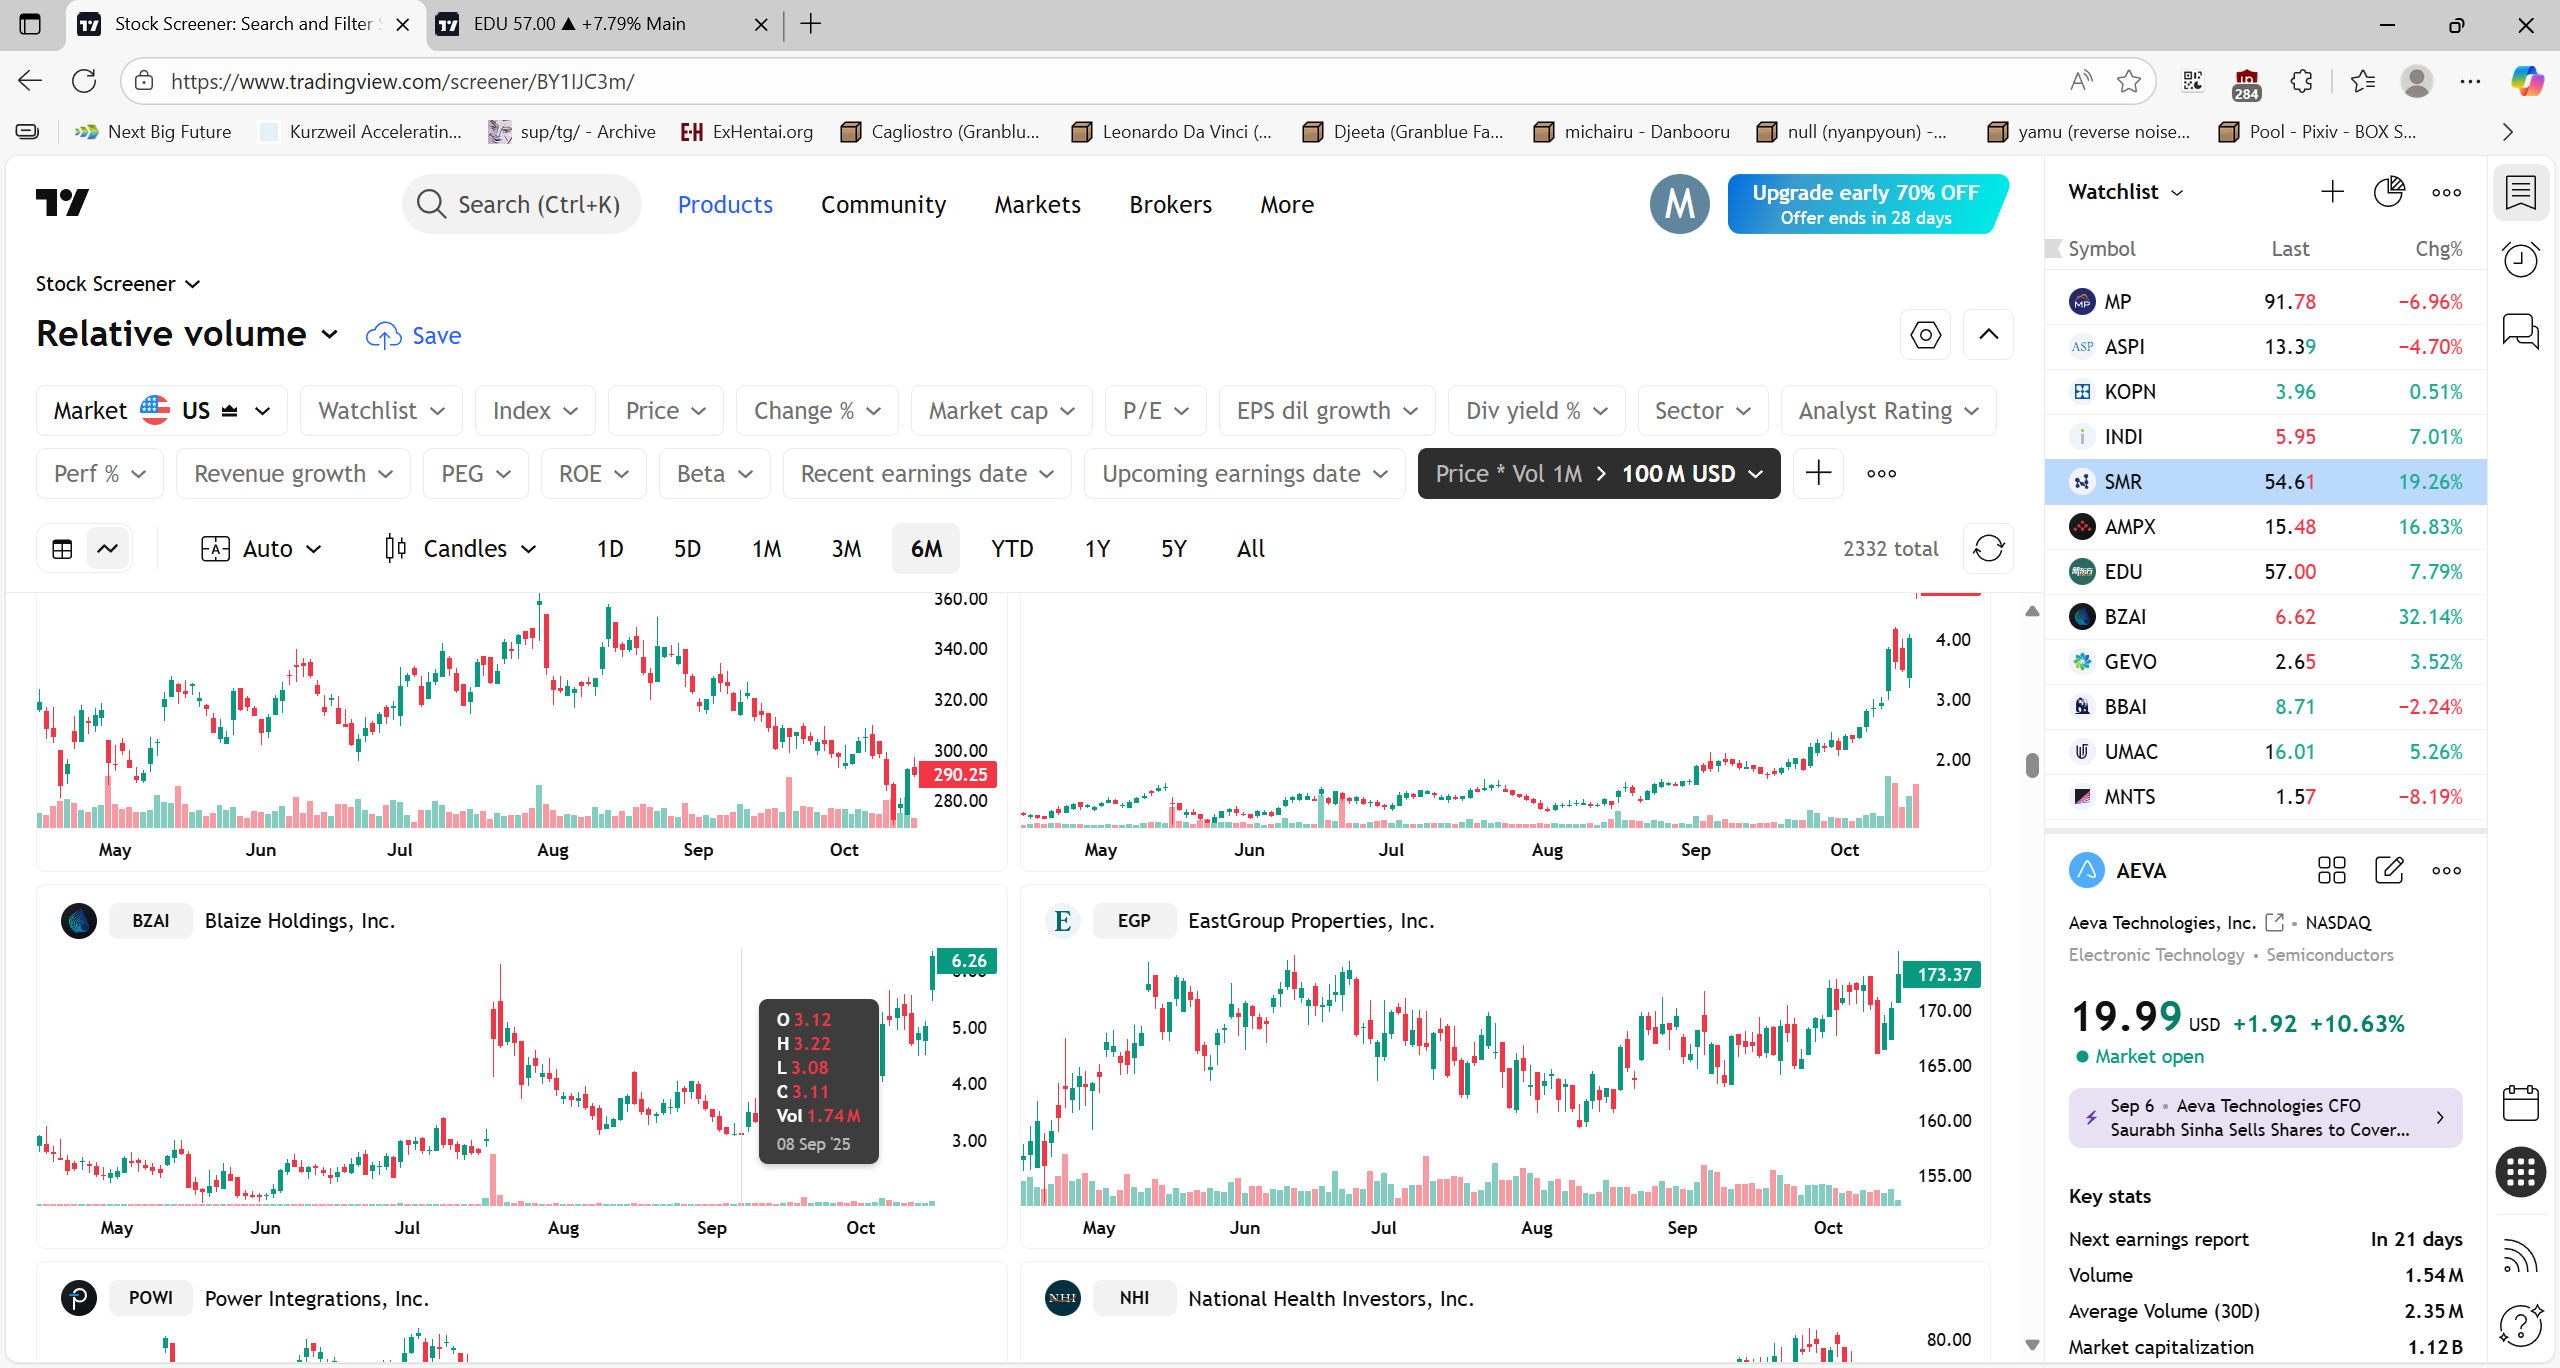 Stock Screener: Search and Filter S
EDU 57.00 ▲ +7.79% Main
https://www.tradingview.com/screener/BY1IJC3m/
284
Next Big Future
Kurzweil Acceleratin...
sup/tg/ - Archive
E-H ExHentai.org
Cagliostro (Granblu...
Leonardo Da Vinci (...
Djeeta (Granblue Fa...
michairu - Danbooru
null (nyanpyoun) -...
yamu (reverse noise...
Pool - Pixiv - BOX S...
Search (Ctrl+K)
Products
Community
Markets
Brokers
More
M
Upgrade early 70% OFF
Offer ends in 28 days
Stock Screener
Relative volume
Save
Market US
Watchlist
Index
Price
Change %
Market cap
P/E
EPS dil growth
Div yield %
Sector
Analyst Rating
Perf %
Revenue growth
PEG
ROE
Beta
Recent earnings date
Upcoming earnings date
Price * Vol 1M > 100 M USD
Auto
Candles
1D
5D
1M
3M
6M
YTD
1Y
5Y
All
2332 total
360.00
340.00
320.00
300.00
290.25
280.00
May Jun Jul Aug Sep Oct
4.00
3.00
2.00
May Jun Jul Aug Sep Oct
BZAI Blaize Holdings, Inc.
6.26
5.00
4.00
3.00
O 3.12
H 3.22
L 3.08
C 3.11
Vol 1.74 M
08 Sep '25
May Jun Jul Aug Sep Oct
E EGP EastGroup Properties, Inc.
173.37
170.00
165.00
160.00
155.00
May Jun Jul Aug Sep Oct
POWI Power Integrations, Inc.
NHI NHI National Health Investors, Inc.
80.00
Watchlist
Symbol Last Chg%
MP 91.78 −6.96%
ASP ASPI 13.39 −4.70%
KOPN 3.96 0.51%
INDI 5.95 7.01%
SMR 54.61 19.26%
AMPX 15.48 16.83%
EDU 57.00 7.79%
BZAI 6.62 32.14%
GEVO 2.65 3.52%
BBAI 8.71 −2.24%
UMAC 16.01 5.26%
MNTS 1.57 −8.19%
AEVA
Aeva Technologies, Inc. • NASDAQ
Electronic Technology • Semiconductors
19.99 USD +1.92 +10.63%
Market open
Sep 6 • Aeva Technologies CFO
Saurabh Sinha Sells Shares to Cover...
Key stats
Next earnings report In 21 days
Volume 1.54 M
Average Volume (30D) 2.35 M
Market capitalization 1.12 B